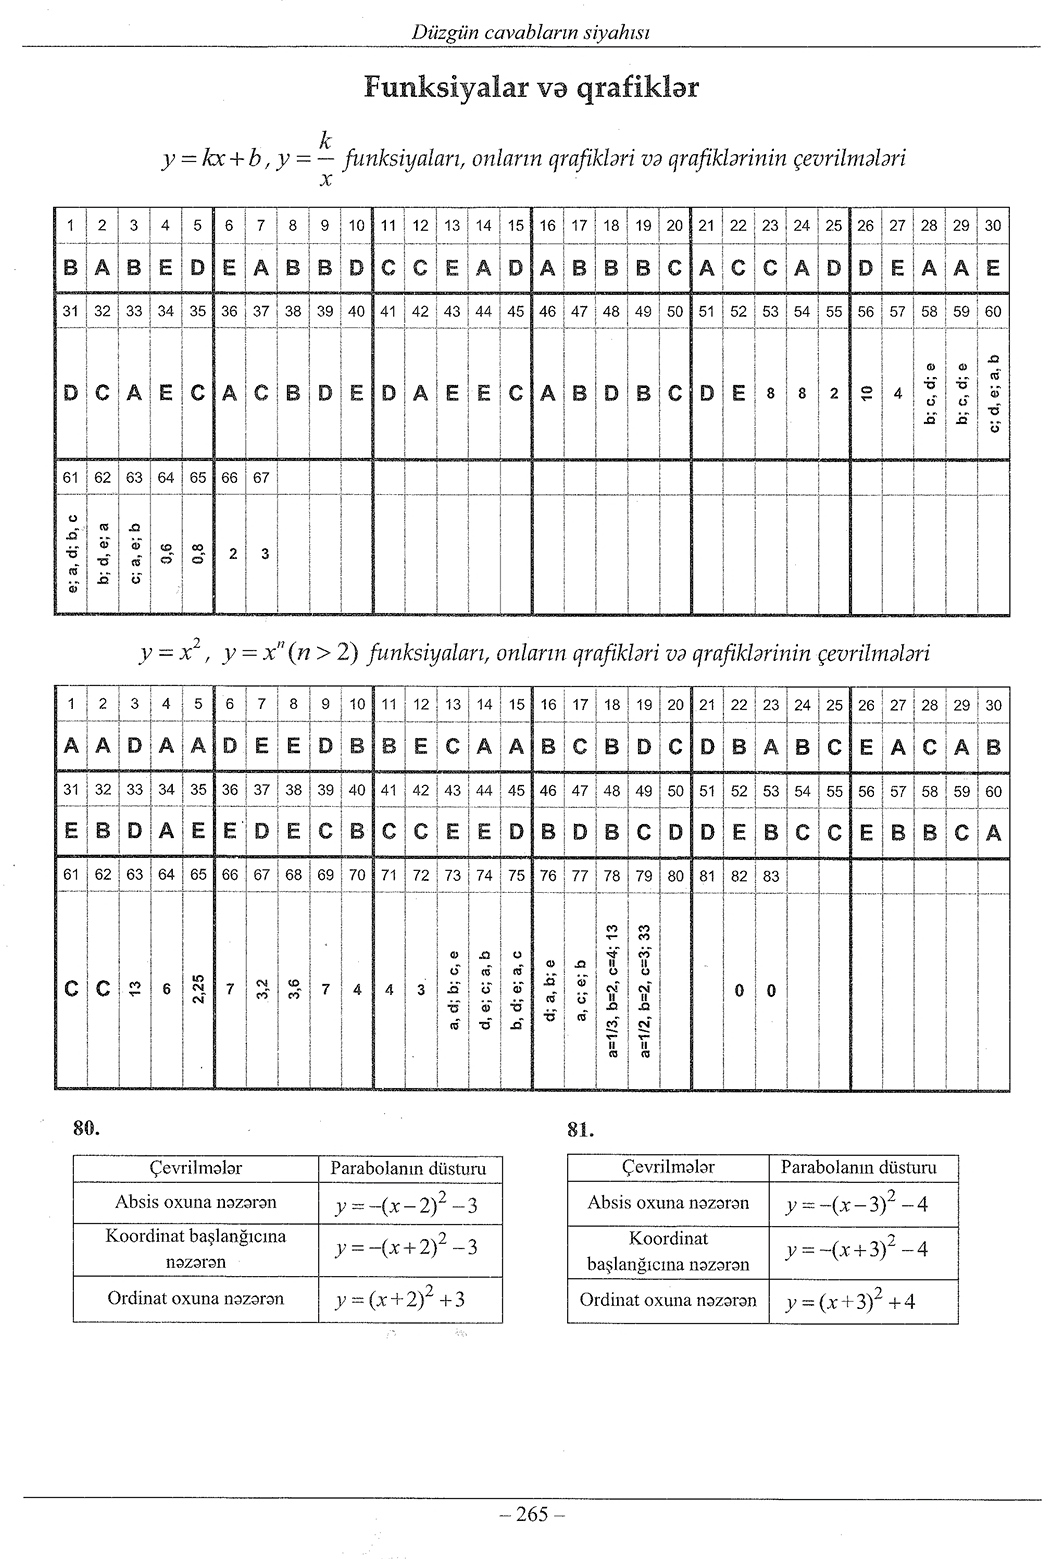 Düzgün cavabların siyahısı
Funksiyalar və qrafiklər
y = kx + b, y = k/x funksiyaları, onların qrafikləri və qrafiklərinin çevrilmələri
1 2 3 4 5 6 7 8 9 10 11 12 13 14 15 16 17 18 19 20 21 22 23 24 25 26 27 28 29 30
B A B E D E A B B D C C E A D A B B B C A C C A D D E A A E
31 32 33 34 35 36 37 38 39 40 41 42 43 44 45 46 47 48 49 50 51 52 53 54 55 56 57 58 59 60
D C A E C A C B D E D A E E C A B D B C D E 8 8 2 10 4 b; c, d; e b; c, d; e c; d, e; a, b
61 62 63 64 65 66 67
e; a, d; b, c b; d, e; a c; a, e; b 0,6 0,8 2 3
y = x², y = xⁿ (n > 2) funksiyaları, onların qrafikləri və qrafiklərinin çevrilmələri
1 2 3 4 5 6 7 8 9 10 11 12 13 14 15 16 17 18 19 20 21 22 23 24 25 26 27 28 29 30
A A D A A D E E D B B E C A A B C B D C D B A B C E A C A B
31 32 33 34 35 36 37 38 39 40 41 42 43 44 45 46 47 48 49 50 51 52 53 54 55 56 57 58 59 60
E B D A E E D E C B C C E E D B D B C D D E B C C E B B C A
61 62 63 64 65 66 67 68 69 70 71 72 73 74 75 76 77 78 79 80 81 82 83
C C 13 6 2,25 7 3,2 3,6 7 4 4 3 a, d; b; c, e d, e; c; a, b b, d; e; a, c d; a, b; e a, c; e; b a=1/3, b=2, c=4; 13 a=1/2, b=2, c=3; 33 0 0
80.
Çevrilmələr Parabolanın düsturu
Absis oxuna nəzərən y = −(x − 2)² − 3
Koordinat başlanğıcına
nəzərən y = −(x + 2)² − 3
Ordinat oxuna nəzərən y = (x + 2)² + 3
81.
Çevrilmələr Parabolanın düsturu
Absis oxuna nəzərən y = −(x − 3)² − 4
Koordinat
başlanğıcına nəzərən y = −(x + 3)² − 4
Ordinat oxuna nəzərən y = (x + 3)² + 4
– 265 –